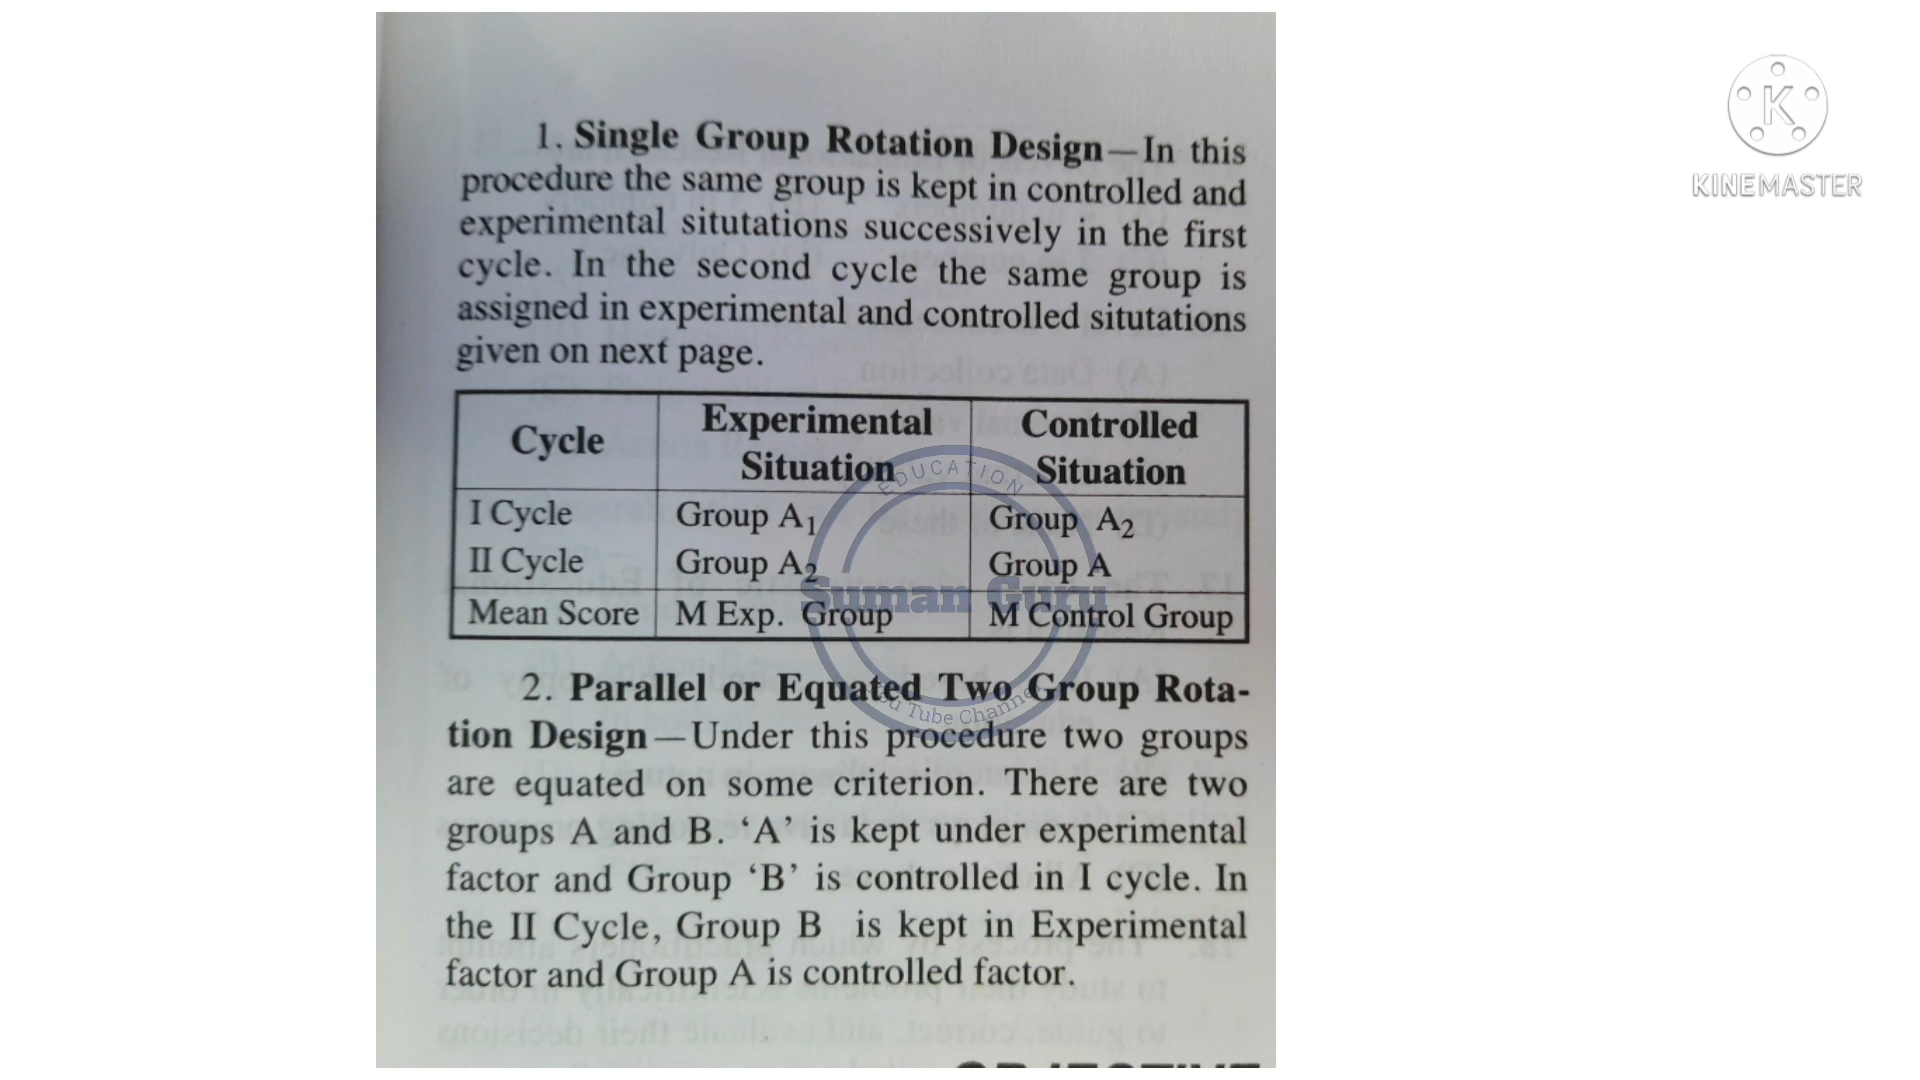 1. Single Group Rotation Design—In this
procedure the same group is kept in controlled and
experimental situtations successively in the first
cycle. In the second cycle the same group is
assigned in experimental and controlled situtations
given on next page.
Cycle Experimental Situation Controlled Situation
I Cycle Group A₁ Group A₂
II Cycle Group A₂ Group A
Mean Score M Exp. Group M Control Group
2. Parallel or Equated Two Group Rota-
tion Design—Under this procedure two groups
are equated on some criterion. There are two
groups A and B. ‘A’ is kept under experimental
factor and Group ‘B’ is controlled in I cycle. In
the II Cycle, Group B is kept in Experimental
factor and Group A is controlled factor.
EDUCATION
Suman Guru
Tube Channel
K
KINEMASTER